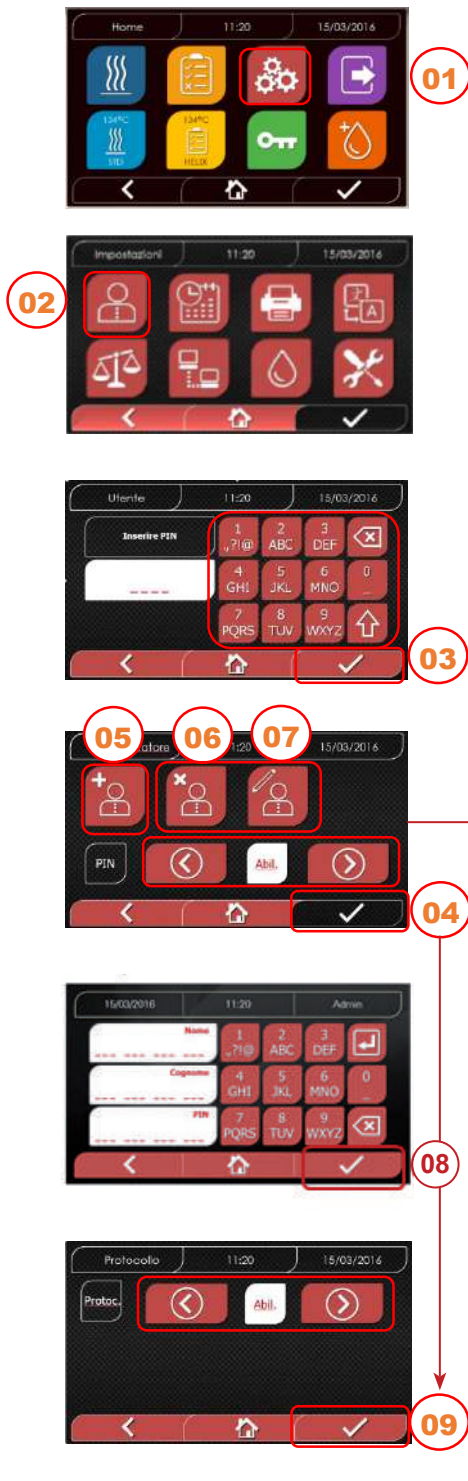 Home 11:20 15/03/2016
01
134°C 134°C
STD HELIX
Impostazioni 11:20 15/03/2016
02
Utente 11:20 15/03/2016
Inserire PIN
1 2 3
.,?!@ ABC DEF
4 5 6 0
GHI JKL MNO _
7 8 9
PQRS TUV WXYZ
03
05 06 07
atore 1:20 15/03/2016
PIN Abil.
04
15/03/2016 11:20 Admin
Nome
1 2 3
.,?!@ ABC DEF
Cognome
4 5 6 0
GHI JKL MNO _
PIN
7 8 9
PQRS TUV WXYZ
08
Protocollo 11:20 15/03/2016
Protoc. Abil.
09